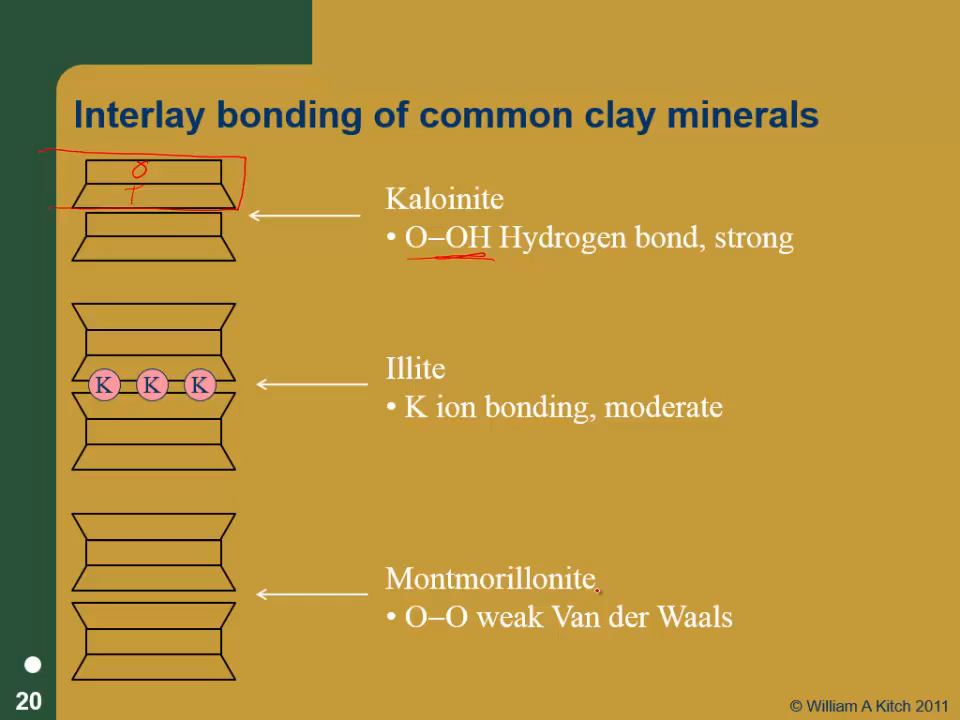 Interlay bonding of common clay minerals
O
T
Kaloinite
• O–OH Hydrogen bond, strong
K K K
Illite
• K ion bonding, moderate
Montmorillonite
• O–O weak Van der Waals
20
© William A Kitch 2011